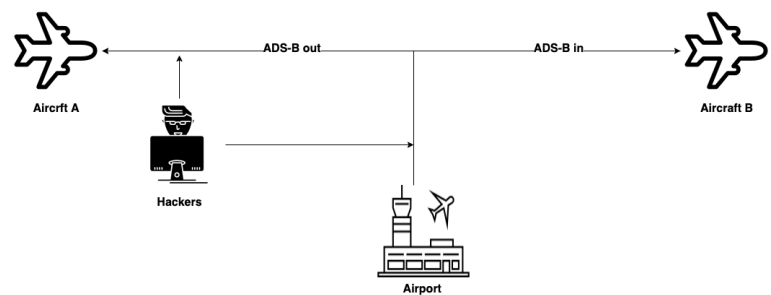 ADS-B out
ADS-B in
Aircrft A
Aircraft B
Hackers
Airport